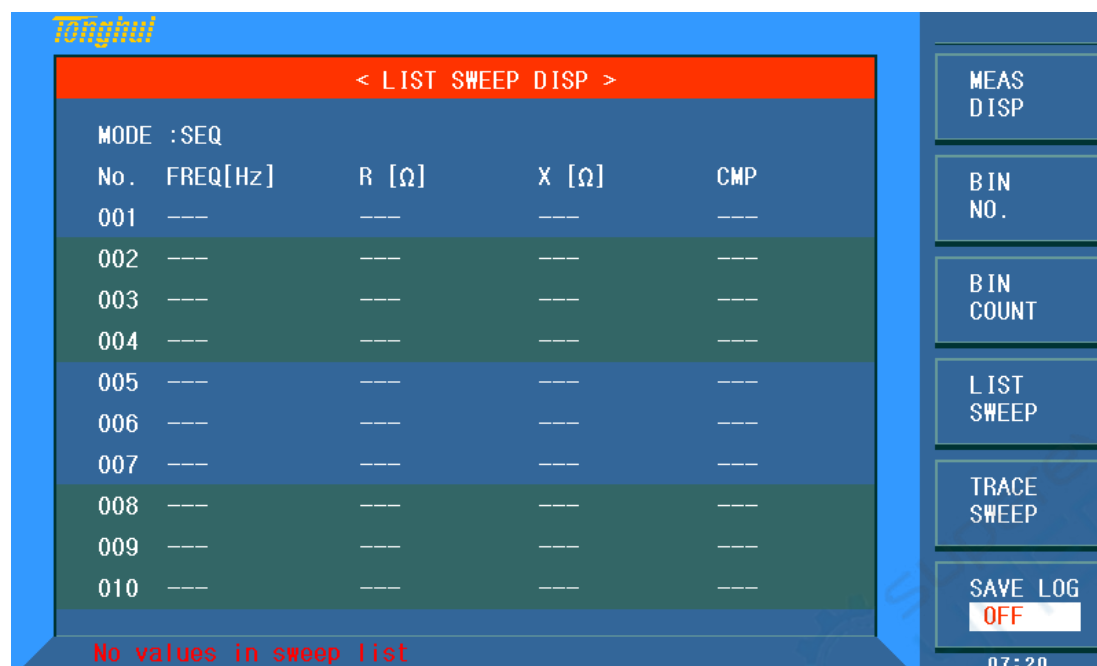 Tonghui
< LIST SWEEP DISP >
MODE :SEQ
No. FREQ[Hz] R [Ω] X [Ω] CMP
001 --- --- --- ---
002 --- --- --- ---
003 --- --- --- ---
004 --- --- --- ---
005 --- --- --- ---
006 --- --- --- ---
007 --- --- --- ---
008 --- --- --- ---
009 --- --- --- ---
010 --- --- --- ---
No values in sweep list
MEAS
DISP
BIN
NO.
BIN
COUNT
LIST
SWEEP
TRACE
SWEEP
SAVE LOG
OFF